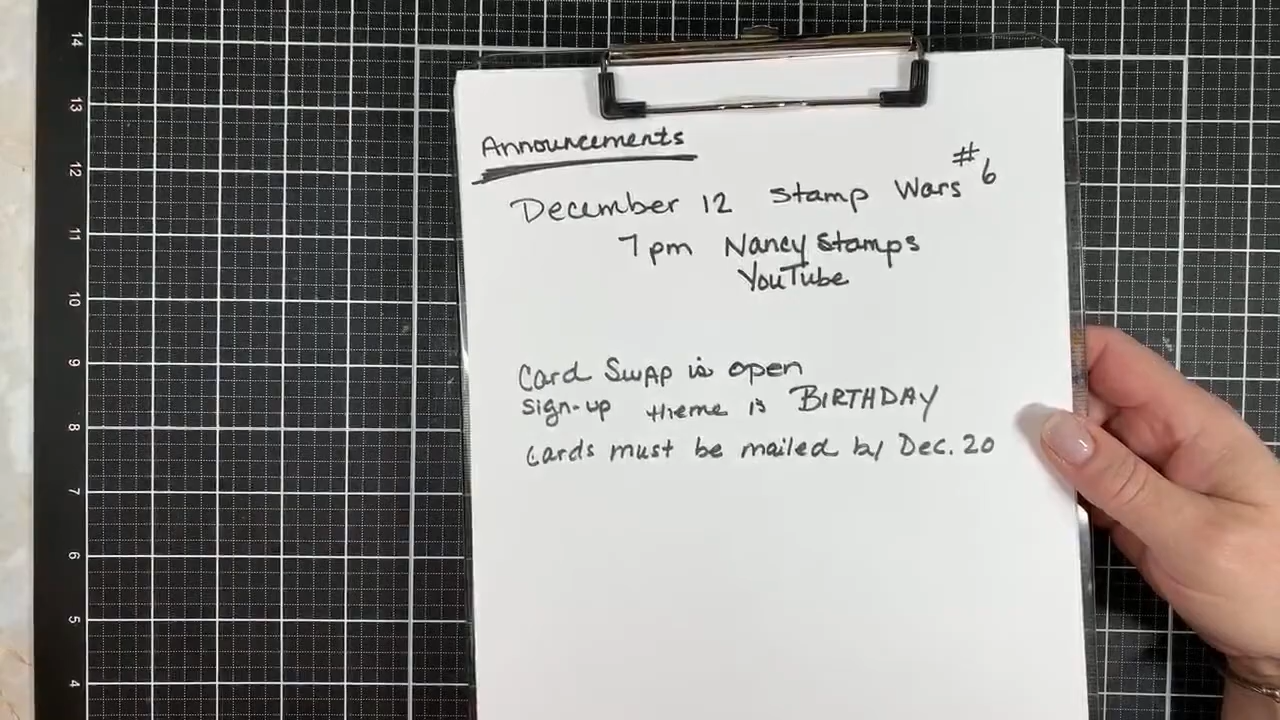 Announcements
December 12 Stamp Wars #6
7pm Nancy Stamps
YouTube
Card Swap is open
sign-up theme is BIRTHDAY
Cards must be mailed by Dec. 20
14
13
12
11
10
9
8
7
6
5
4